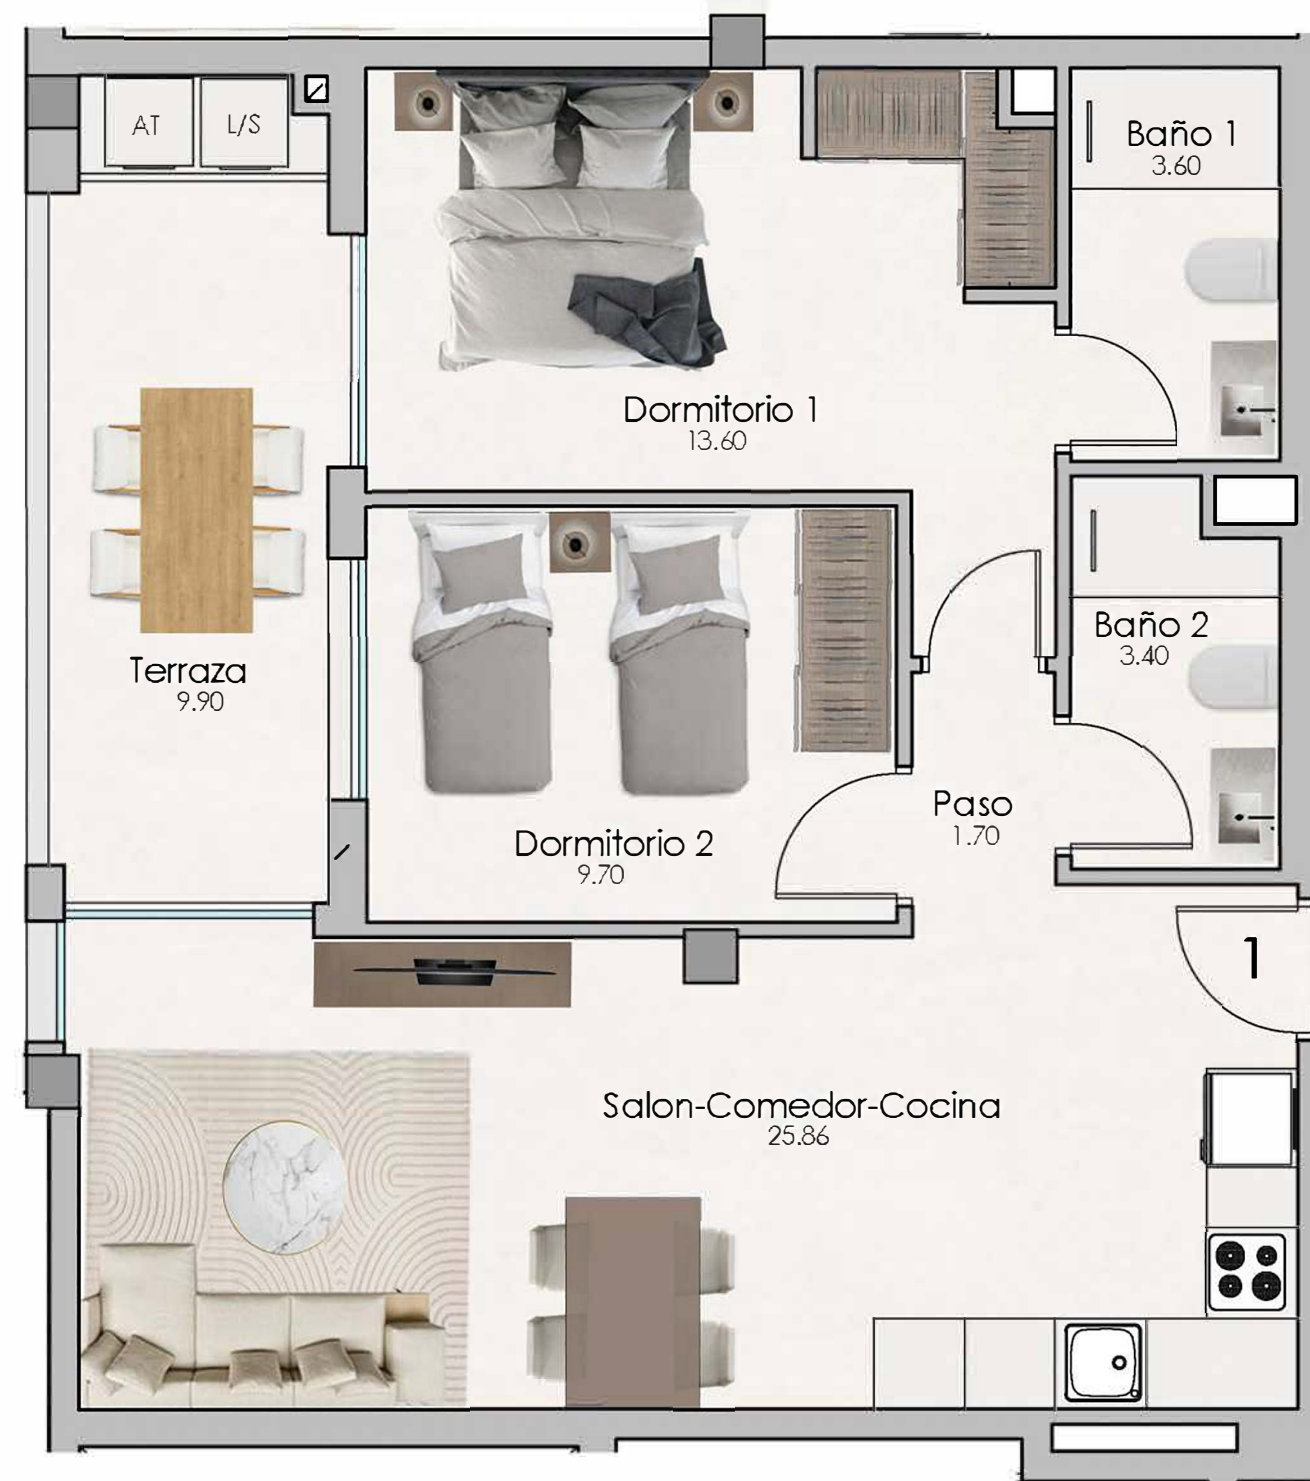 AT
L/S
Baño 1
3.60
Dormitorio 1
13.60
Baño 2
3.40
Terraza
9.90
Paso
1.70
Dormitorio 2
9.70
1
Salon-Comedor-Cocina
25.86